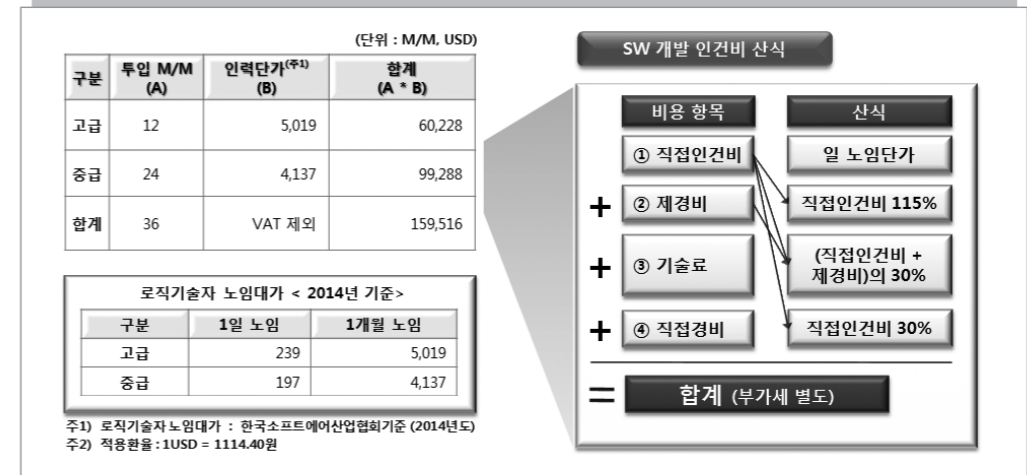 (단위 : M/M, USD)
구분 투입 M/M (A) 인력단가(주1) (B) 합계 (A * B)
고급 12 5,019 60,228
중급 24 4,137 99,288
합계 36 VAT 제외 159,516
로직기술자 노임대가 < 2014년 기준>
구분 1일 노임 1개월 노임
고급 239 5,019
중급 197 4,137
주1) 로직기술자 노임대가 : 한국소프트에어산업협회기준 (2014년도)
주2) 적용환율 : 1USD = 1114.40원
SW 개발 인건비 산식
비용 항목 산식
① 직접인건비 일 노임단가
+ ② 제경비 직접인건비 115%
+ ③ 기술료 (직접인건비 +
제경비)의 30%
+ ④ 직접경비 직접인건비 30%
= 합계 (부가세 별도)